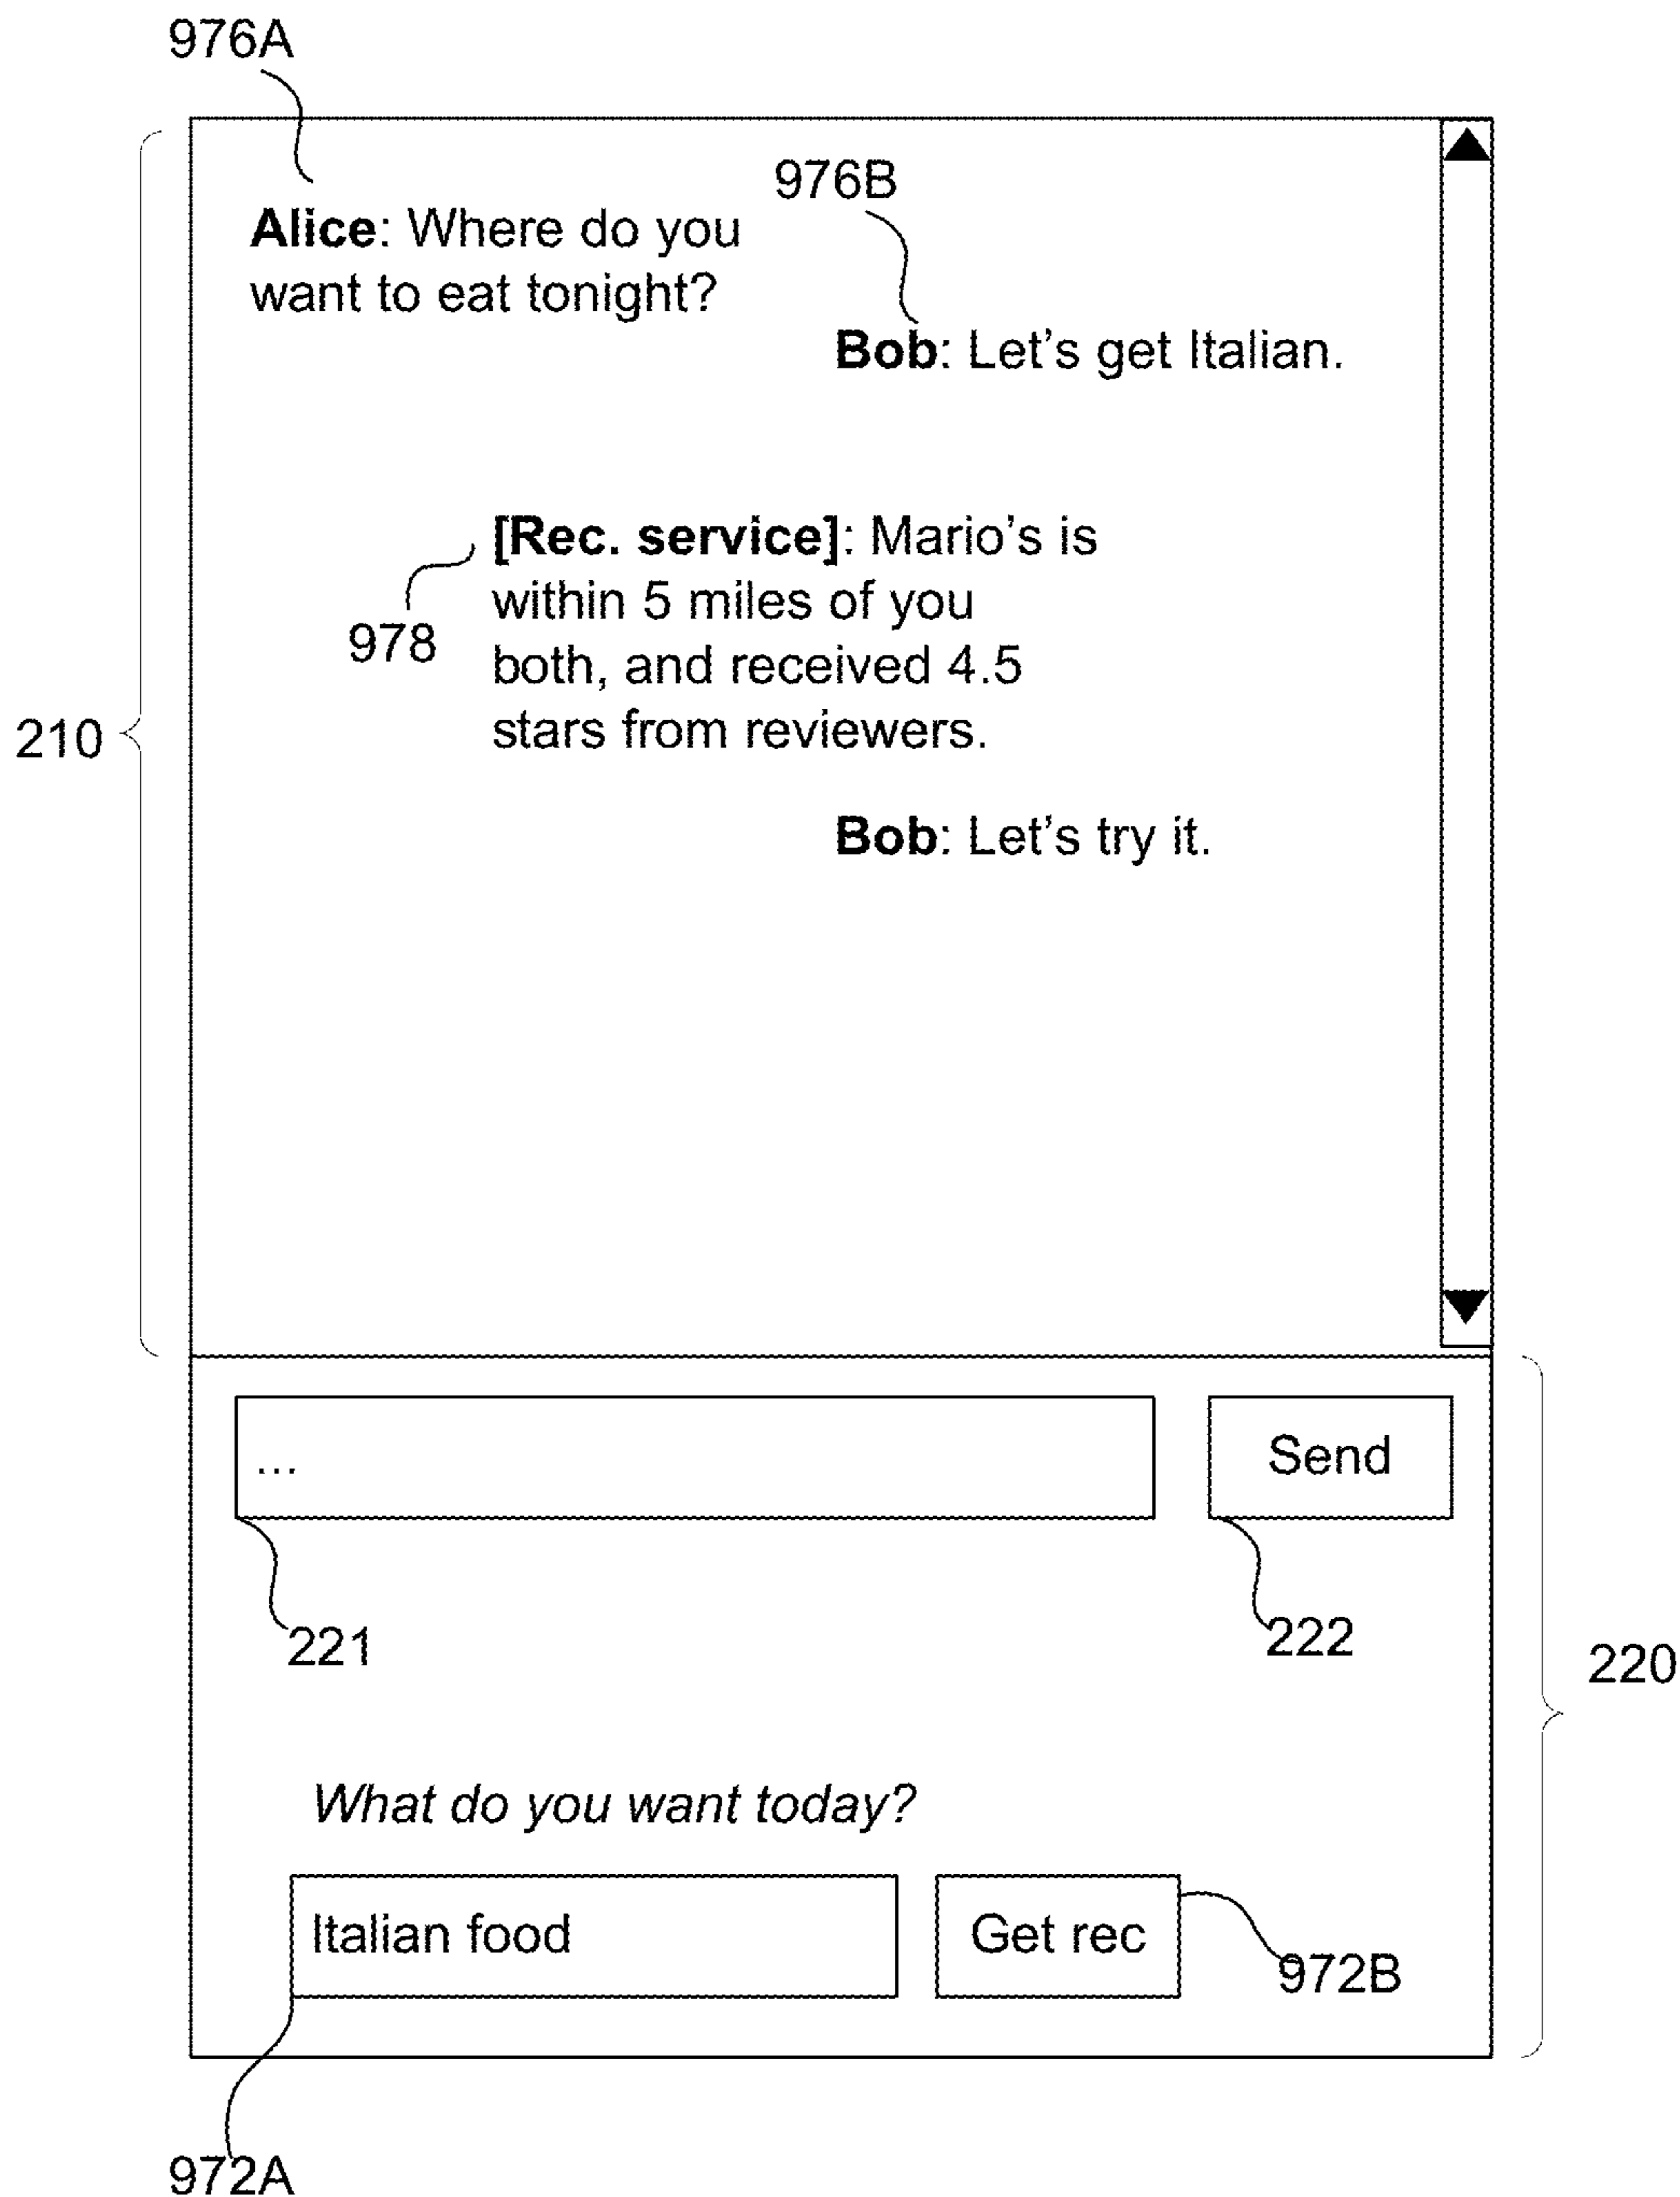 976A
976B
Alice: Where do you
want to eat tonight?
Bob: Let's get Italian.
[Rec. service]: Mario's is
within 5 miles of you
978
both, and received 4.5
stars from reviewers.
210
Bob: Let's try it.
...
Send
221
222
220
What do you want today?
Italian food
Get rec
972B
972A